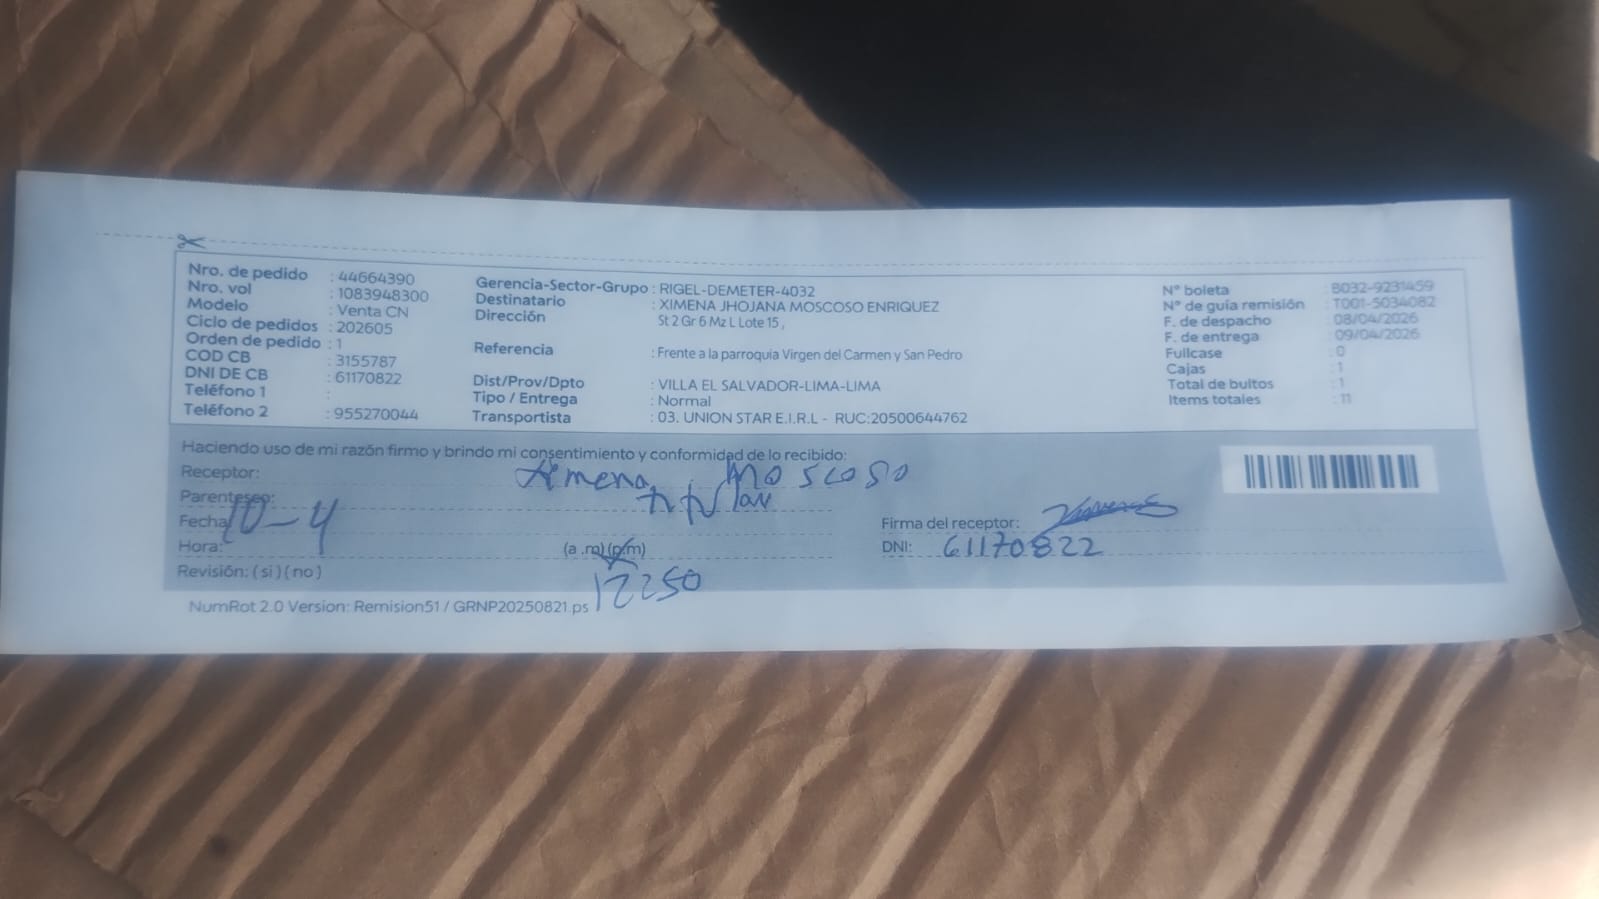 Nro. de pedido : 44664390
Nro. vol : 1083948300
Modelo : Venta CN
Ciclo de pedidos : 202605
Orden de pedido : 1
COD CB : 3155787
DNI DE CB : 61170822
Teléfono 1 :
Teléfono 2 : 955270044
Gerencia-Sector-Grupo : RIGEL-DEMETER-4032
Destinatario : XIMENA JHOJANA MOSCOSO ENRIQUEZ
Dirección St 2 Gr 6 Mz L Lote 15 ,
Referencia : Frente a la parroquia Virgen del Carmen y San Pedro
Dist/Prov/Dpto : VILLA EL SALVADOR-LIMA-LIMA
Tipo / Entrega : Normal
Transportista : 03. UNION STAR E.I.R.L - RUC:20500644762
N° boleta : B032-9231459
N° de guía remisión : T001-5034082
F. de despacho : 08/04/2026
F. de entrega : 09/04/2026
Fullcase : 0
Cajas : 1
Total de bultos : 1
Items totales : 11
Haciendo uso de mi razón firmo y brindo mi consentimiento y conformidad de lo recibido:
Receptor: Ximena Moscoso
Parentesco:
Fecha: 10-4
Hora: (a .m) (p.m) 12:50
Revisión: ( si ) ( no )
Firma del receptor:
DNI: 61170822
NumRot 2.0 Version: Remision51 / GRNP20250821.ps